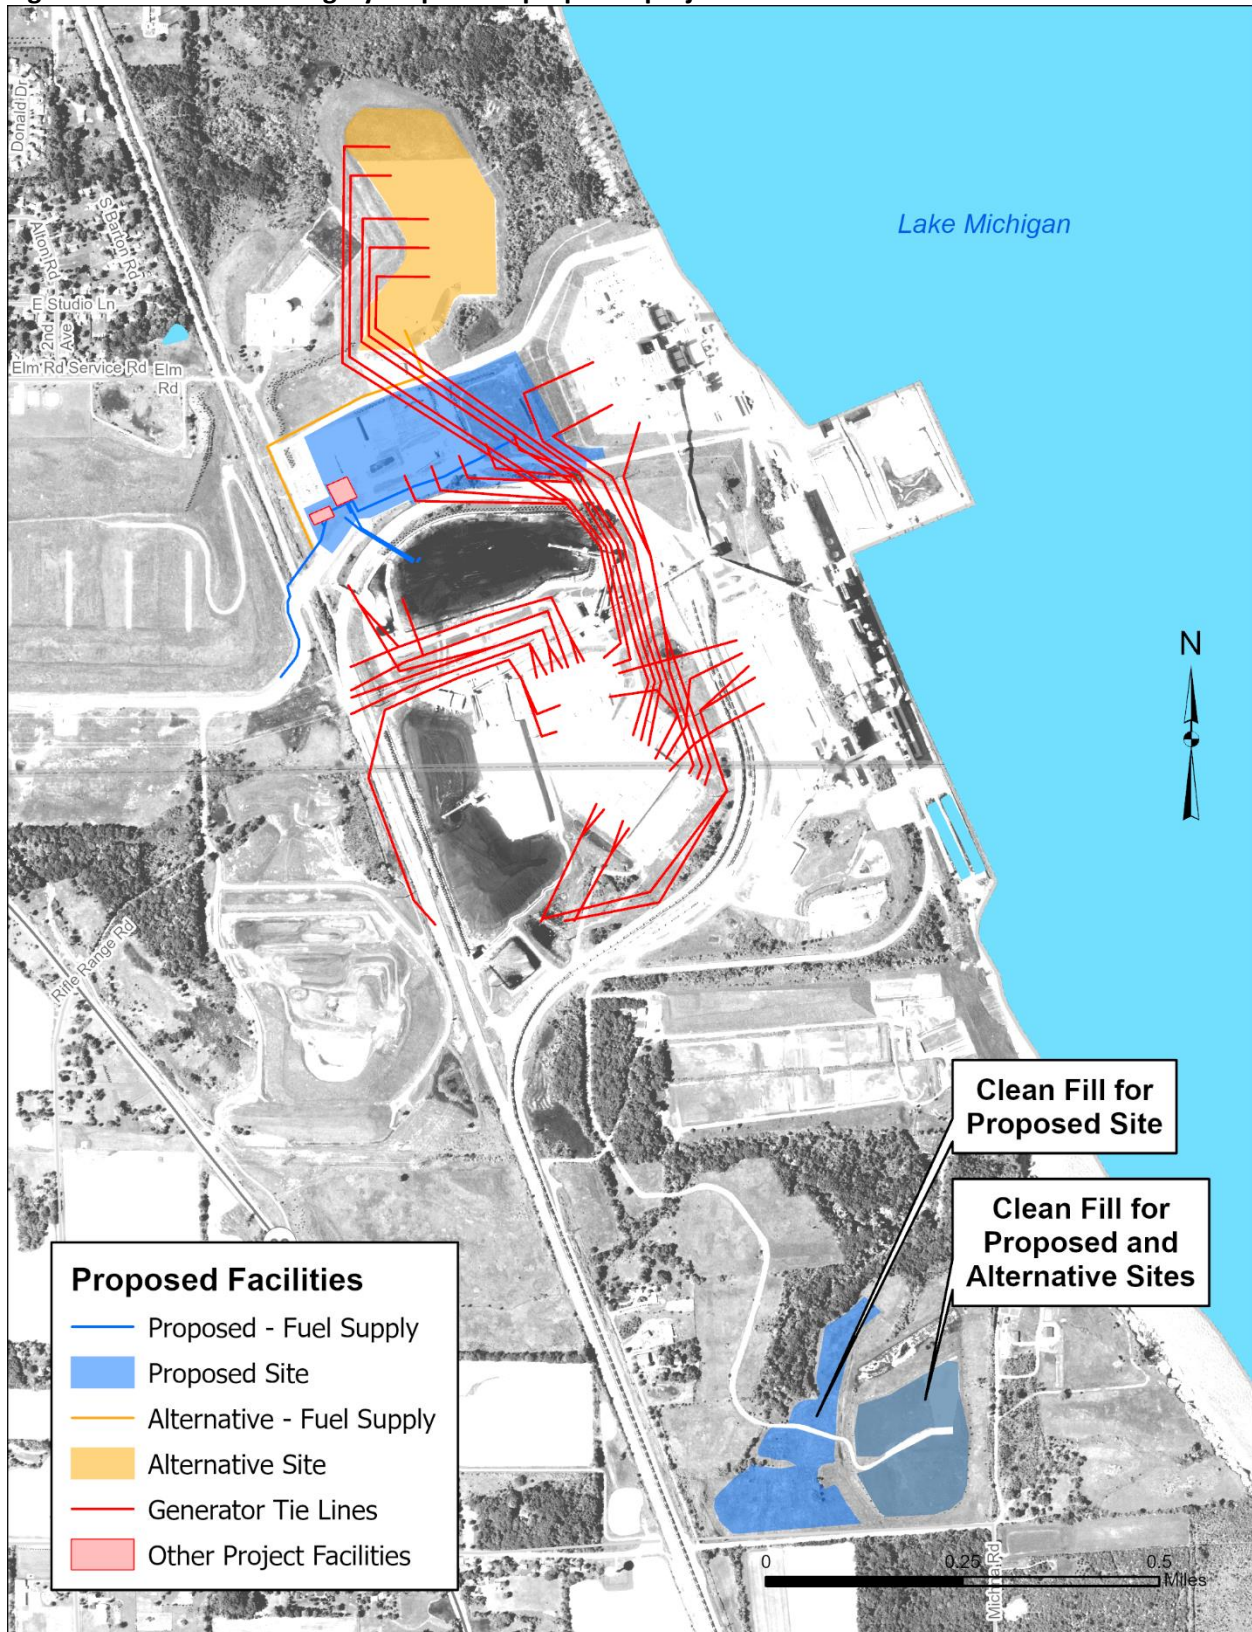 Donald Dr
S Barton Rd
Alton Rd
E Studio Ln
2nd
Ave
Elm Rd Service Rd
Elm
Rd
Lake Michigan
N
Rifle Range Rd
Clean Fill for
Proposed Site
Clean Fill for
Proposed and
Alternative Sites
Proposed Facilities
Proposed - Fuel Supply
Proposed Site
Alternative - Fuel Supply
Alternative Site
Generator Tie Lines
Other Project Facilities
0 0.25 0.5
Miles
Michna Rd